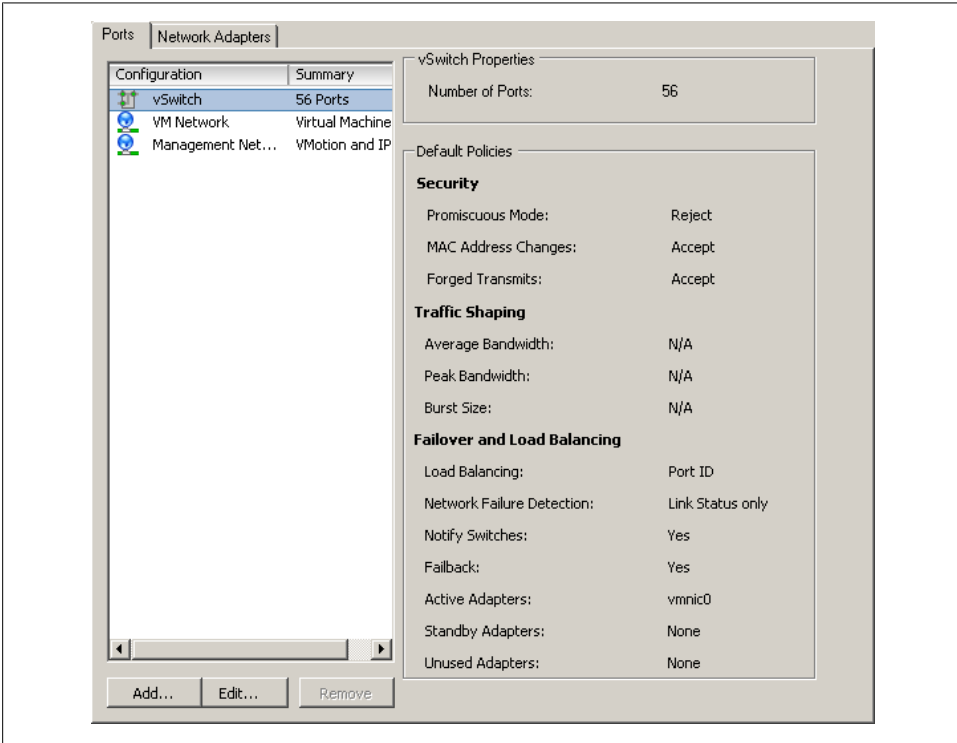 Ports
Network Adapters
Configuration Summary
vSwitch 56 Ports
VM Network Virtual Machine
Management Net... VMotion and IP
vSwitch Properties
Number of Ports: 56
Default Policies
Security
Promiscuous Mode: Reject
MAC Address Changes: Accept
Forged Transmits: Accept
Traffic Shaping
Average Bandwidth: N/A
Peak Bandwidth: N/A
Burst Size: N/A
Failover and Load Balancing
Load Balancing: Port ID
Network Failure Detection: Link Status only
Notify Switches: Yes
Failback: Yes
Active Adapters: vmnic0
Standby Adapters: None
Unused Adapters: None
Add...
Edit...
Remove